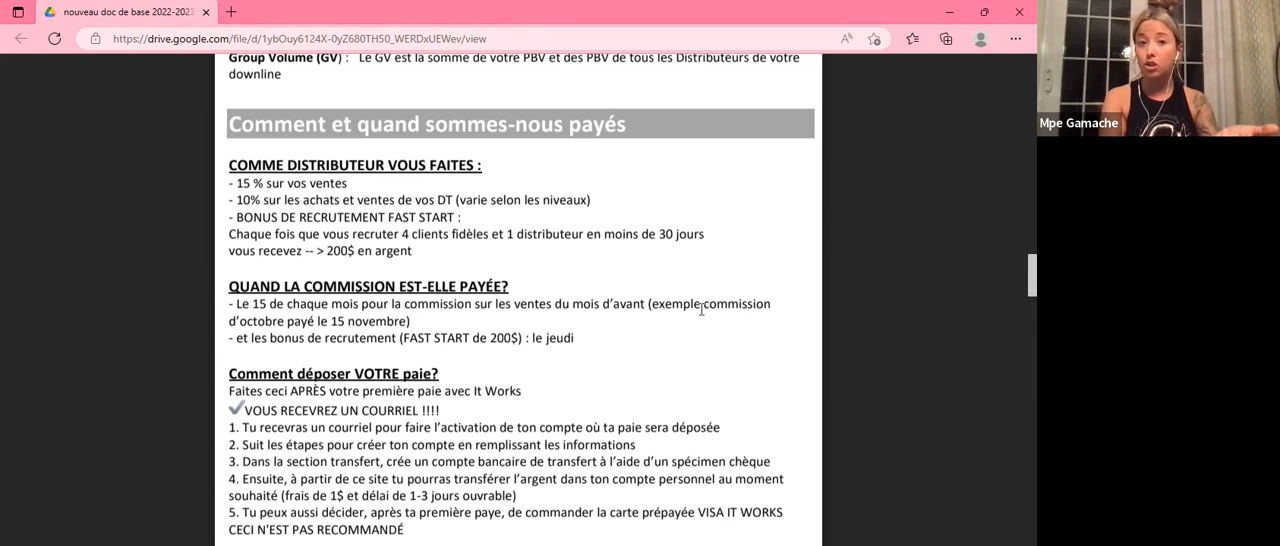 nouveau doc de base 2022-2023
https://drive.google.com/file/d/1ybOuy6124X-0yZ680TH50_WERDxUEWev/view
Group Volume (GV) : Le GV est la somme de votre PBV et des PBV de tous les Distributeurs de votre
downline
Comment et quand sommes-nous payés
COMME DISTRIBUTEUR VOUS FAITES :
- 15 % sur vos ventes
- 10% sur les achats et ventes de vos DT (varie selon les niveaux)
- BONUS DE RECRUTEMENT FAST START :
Chaque fois que vous recruter 4 clients fidèles et 1 distributeur en moins de 30 jours
vous recevez -- > 200$ en argent
QUAND LA COMMISSION EST-ELLE PAYÉE?
- Le 15 de chaque mois pour la commission sur les ventes du mois d'avant (exemple commission
d'octobre payé le 15 novembre)
- et les bonus de recrutement (FAST START de 200$) : le jeudi
Comment déposer VOTRE paie?
Faites ceci APRÈS votre première paie avec It Works
VOUS RECEVREZ UN COURRIEL !!!!
1. Tu recevras un courriel pour faire l'activation de ton compte où ta paie sera déposée
2. Suit les étapes pour créer ton compte en remplissant les informations
3. Dans la section transfert, crée un compte bancaire de transfert à l'aide d'un spécimen chèque
4. Ensuite, à partir de ce site tu pourras transférer l'argent dans ton compte personnel au moment
souhaité (frais de 1$ et délai de 1-3 jours ouvrable)
5. Tu peux aussi décider, après ta première paye, de commander la carte prépayée VISA IT WORKS
CECI N'EST PAS RECOMMANDÉ
Mpe Gamache